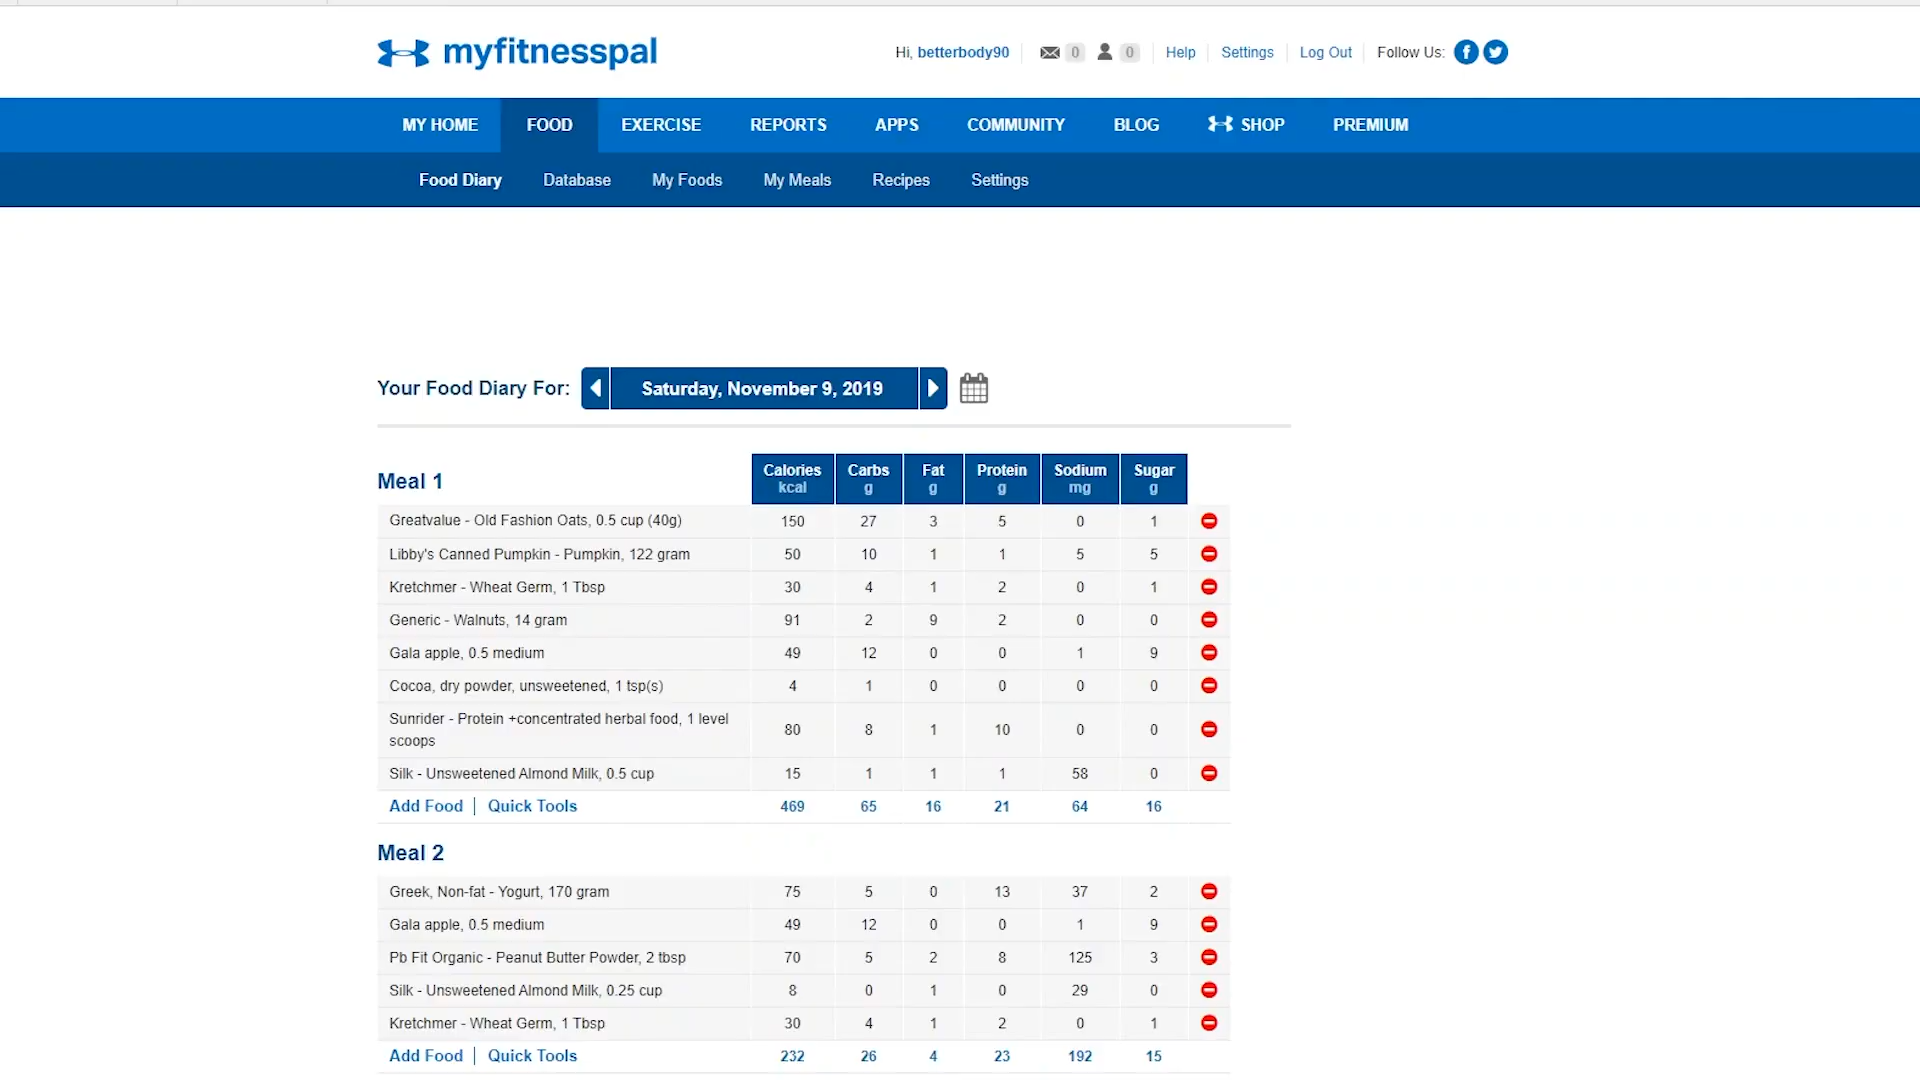 myfitnesspal
Hi, betterbody90 0 0 Help Settings Log Out Follow Us:
MY HOME FOOD EXERCISE REPORTS APPS COMMUNITY BLOG SHOP PREMIUM
Food Diary Database My Foods My Meals Recipes Settings
Your Food Diary For: Saturday, November 9, 2019
Meal 1 Calories kcal Carbs g Fat g Protein g Sodium mg Sugar g
Greatvalue - Old Fashion Oats, 0.5 cup (40g) 150 27 3 5 0 1
Libby's Canned Pumpkin - Pumpkin, 122 gram 50 10 1 1 5 5
Kretchmer - Wheat Germ, 1 Tbsp 30 4 1 2 0 1
Generic - Walnuts, 14 gram 91 2 9 2 0 0
Gala apple, 0.5 medium 49 12 0 0 1 9
Cocoa, dry powder, unsweetened, 1 tsp(s) 4 1 0 0 0 0
Sunrider - Protein +concentrated herbal food, 1 level
scoops 80 8 1 10 0 0
Silk - Unsweetened Almond Milk, 0.5 cup 15 1 1 1 58 0
Add Food | Quick Tools 469 65 16 21 64 16
Meal 2
Greek, Non-fat - Yogurt, 170 gram 75 5 0 13 37 2
Gala apple, 0.5 medium 49 12 0 0 1 9
Pb Fit Organic - Peanut Butter Powder, 2 tbsp 70 5 2 8 125 3
Silk - Unsweetened Almond Milk, 0.25 cup 8 0 1 0 29 0
Kretchmer - Wheat Germ, 1 Tbsp 30 4 1 2 0 1
Add Food | Quick Tools 232 26 4 23 192 15